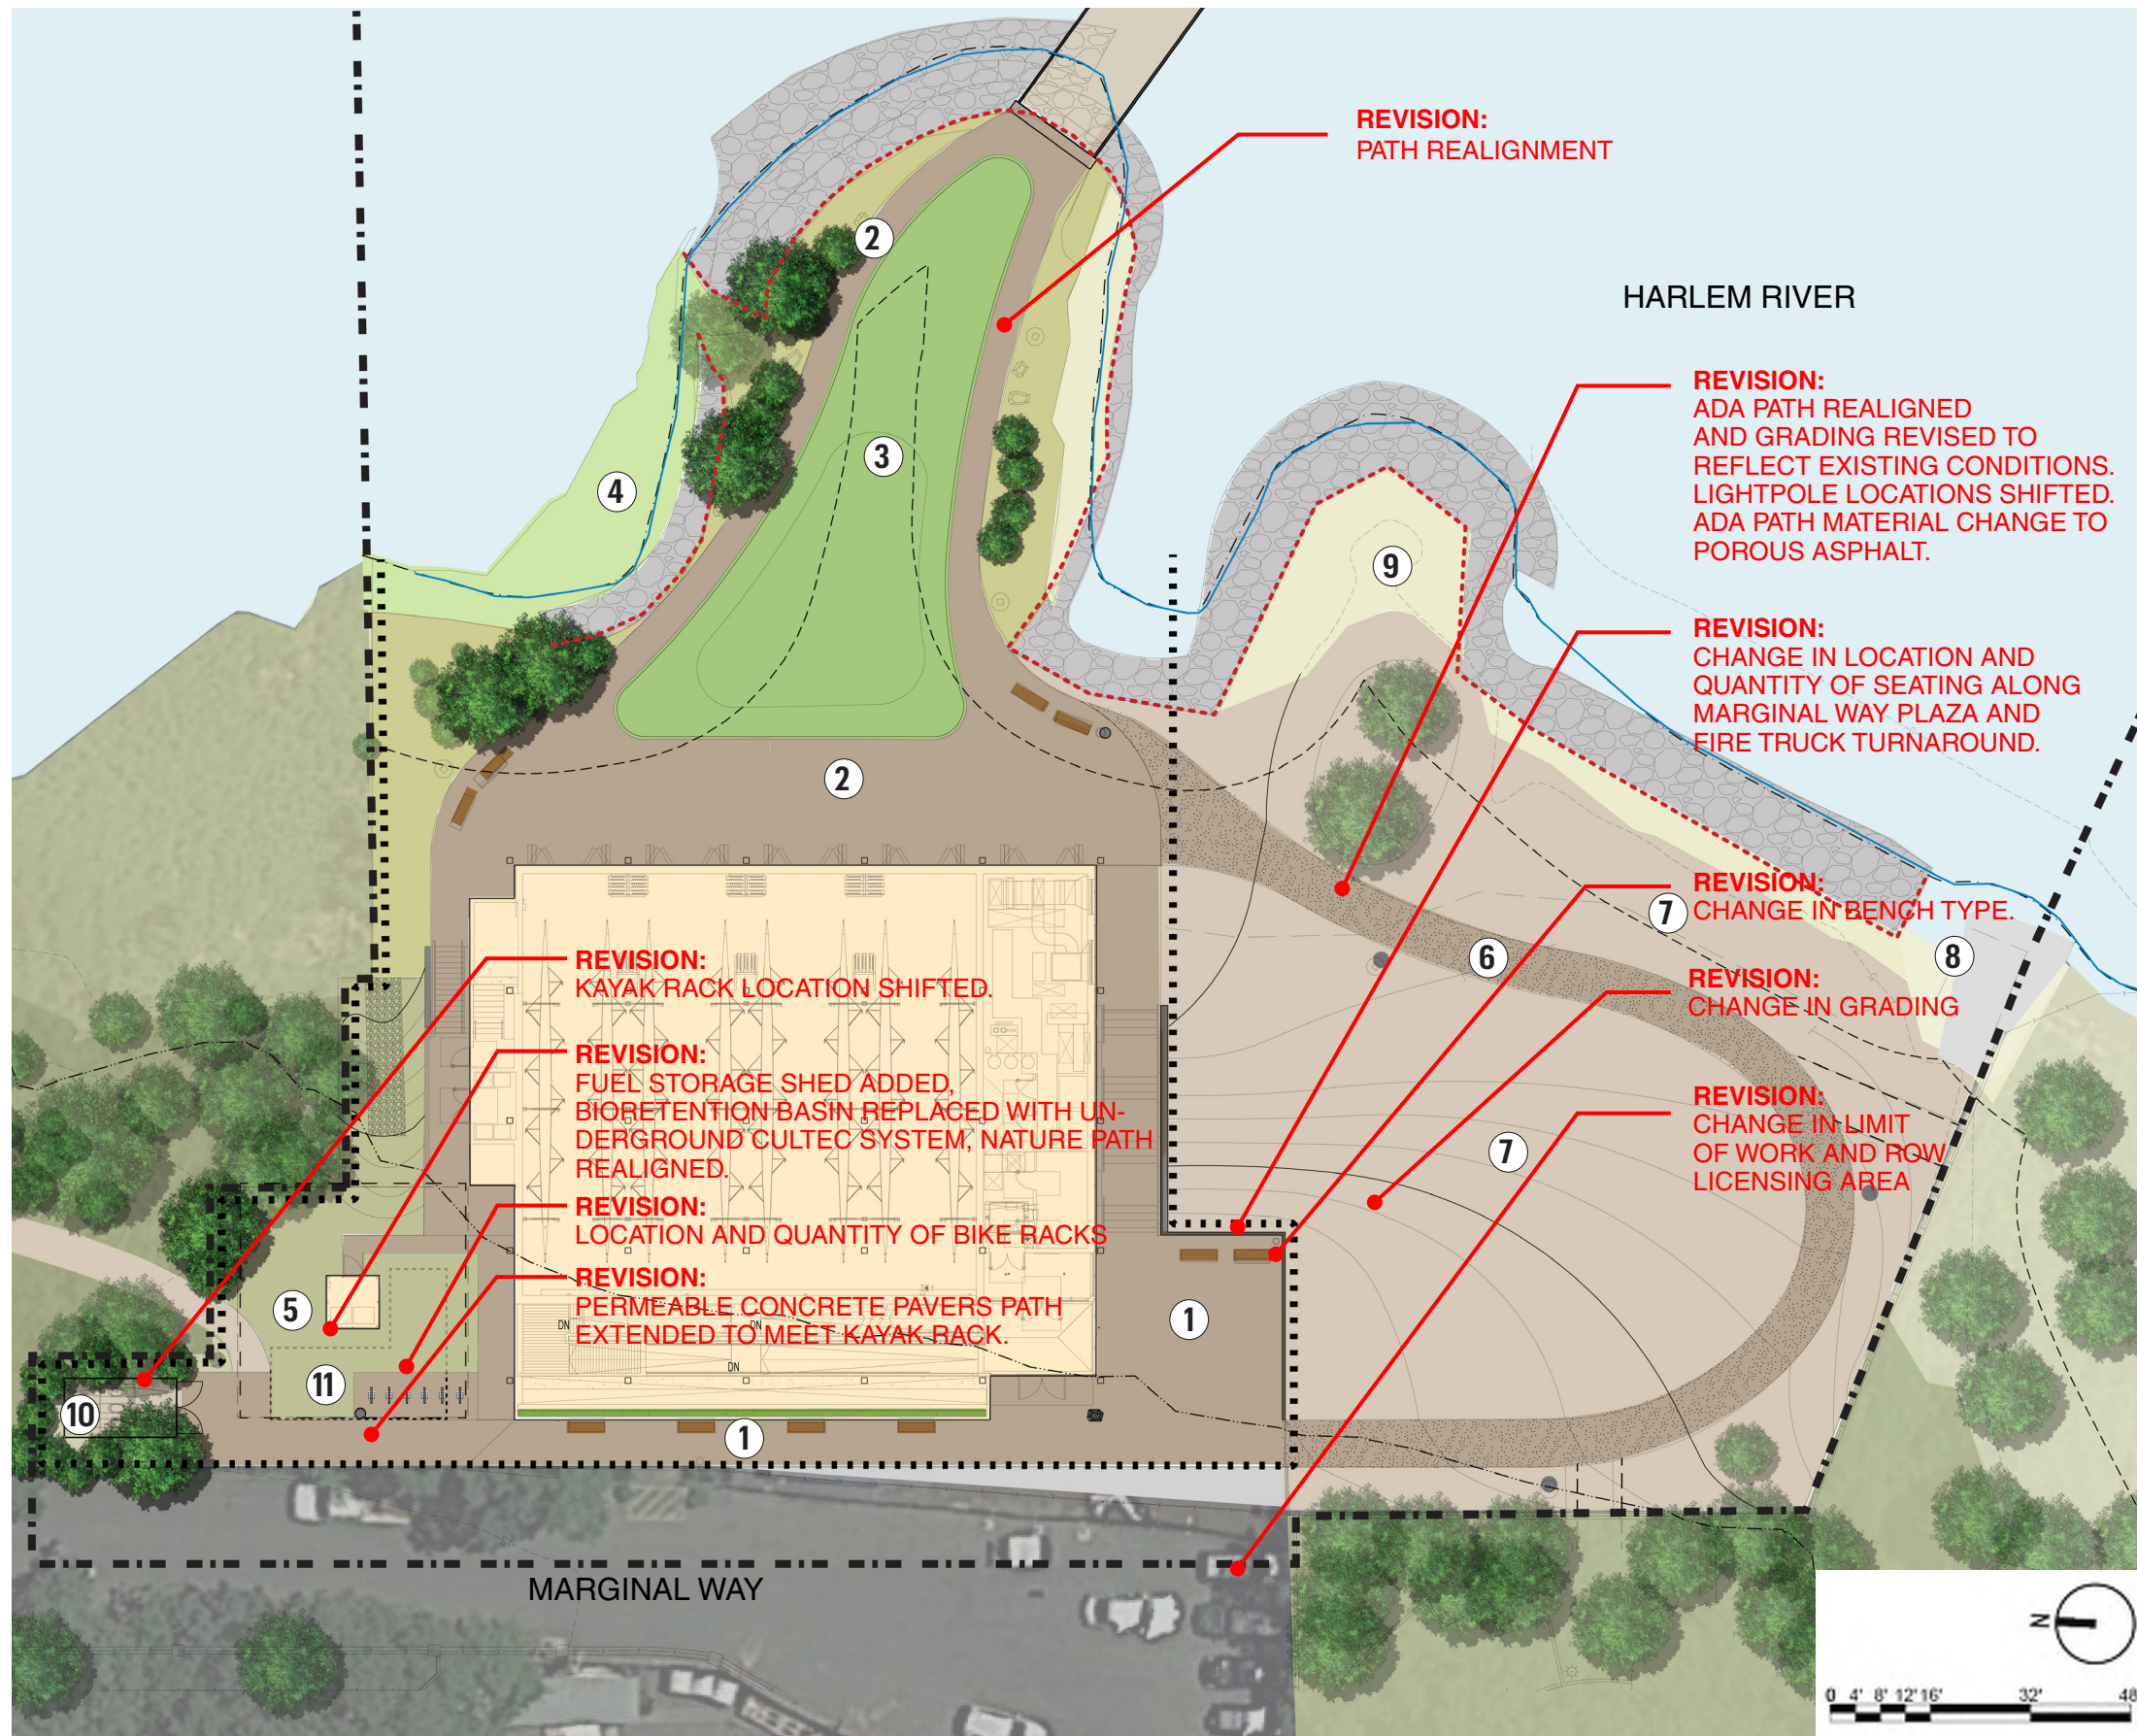 REVISION:
PATH REALIGNMENT
2
HARLEM RIVER
REVISION:
ADA PATH REALIGNED
AND GRADING REVISED TO
REFLECT EXISTING CONDITIONS.
LIGHTPOLE LOCATIONS SHIFTED.
ADA PATH MATERIAL CHANGE TO
POROUS ASPHALT.
3
4
9
REVISION:
CHANGE IN LOCATION AND
QUANTITY OF SEATING ALONG
MARGINAL WAY PLAZA AND
FIRE TRUCK TURNAROUND.
2
REVISION:
CHANGE IN BENCH TYPE.
7
6
8
REVISION:
KAYAK RACK LOCATION SHIFTED.
REVISION:
CHANGE IN GRADING
REVISION:
FUEL STORAGE SHED ADDED,
BIORETENTION BASIN REPLACED WITH UN-
DERGROUND CULTEC SYSTEM, NATURE PATH
REALIGNED.
REVISION:
CHANGE IN LIMIT
OF WORK AND ROW
LICENSING AREA
7
REVISION:
LOCATION AND QUANTITY OF BIKE RACKS
REVISION:
PERMEABLE CONCRETE PAVERS PATH
EXTENDED TO MEET KAYAK RACK.
5
1
DN
DN
DN
11
10
1
MARGINAL WAY
N
0 4' 8' 12' 16' 32' 48